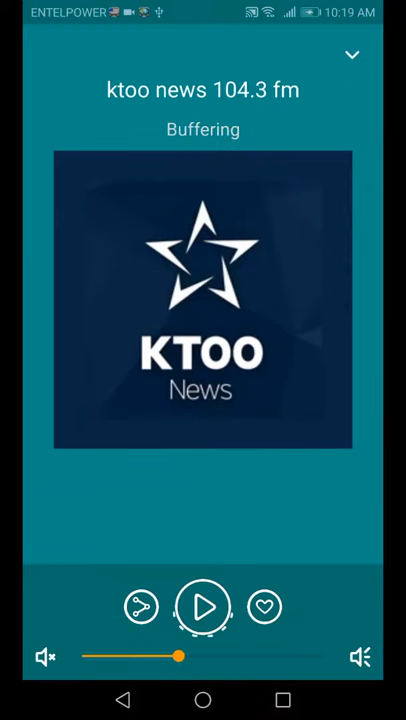 ENTELPOWER 10:19 AM
ktoo news 104.3 fm
Buffering
KTOO
News